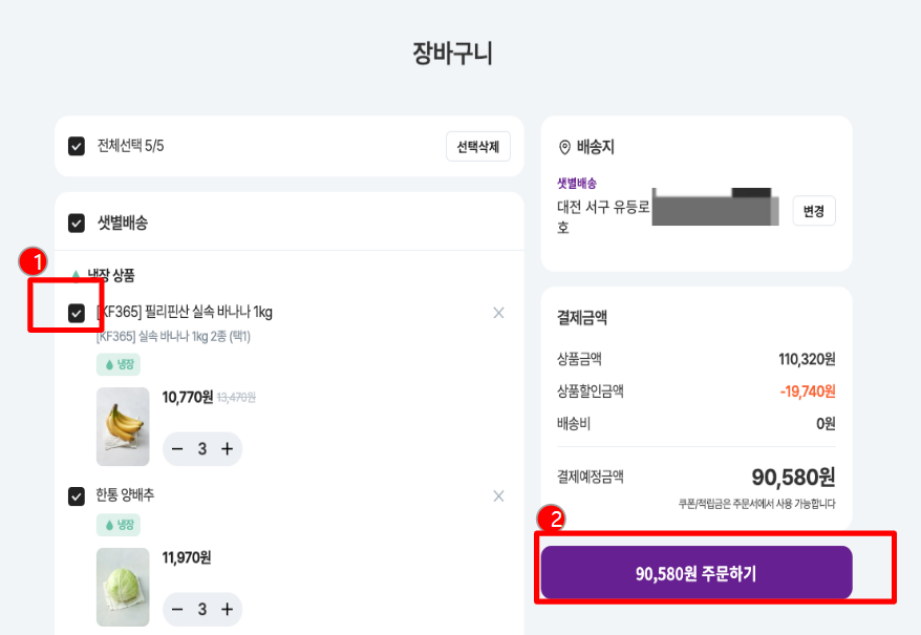 장바구니
전체선택 5/5
선택삭제
샛별배송
1
냉장 상품
[KF365] 필리핀산 실속 바나나 1kg
[KF365] 실속 바나나 1kg 2종 (택1)
냉장
10,770원 13,470원
− 3 +
한통 양배추
냉장
11,970원
− 3 +
배송지
샛별배송
대전 서구 유등로
호
변경
결제금액
상품금액 110,320원
상품할인금액 -19,740원
배송비 0원
결제예정금액 90,580원
쿠폰/적립금은 주문서에서 사용 가능합니다
2
90,580원 주문하기